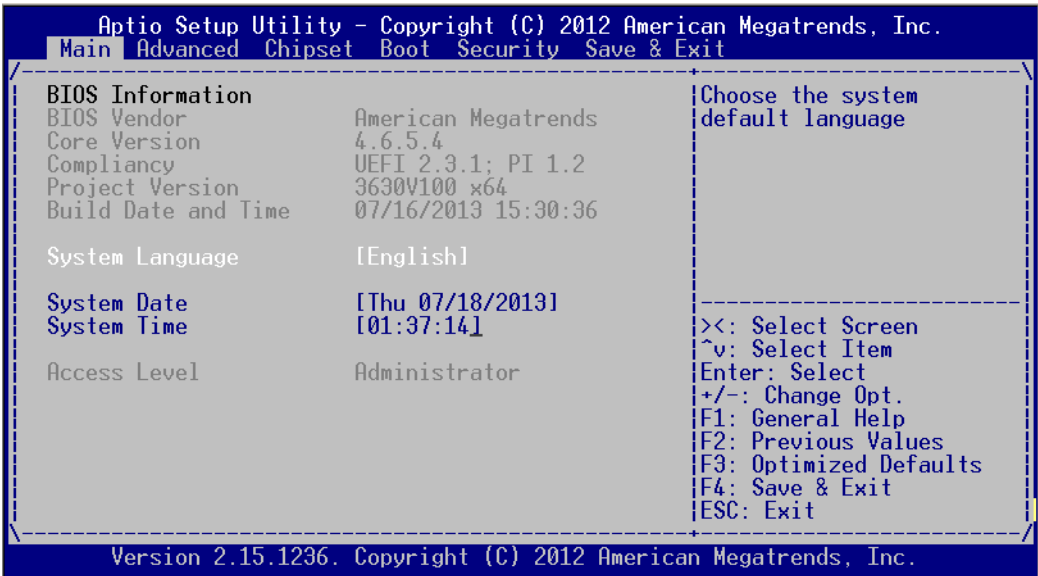 Aptio Setup Utility - Copyright (C) 2012 American Megatrends, Inc.
Main Advanced Chipset Boot Security Save & Exit
BIOS Information
BIOS Vendor American Megatrends
Core Version 4.6.5.4
Compliancy UEFI 2.3.1; PI 1.2
Project Version 3630V100 x64
Build Date and Time 07/16/2013 15:30:36
System Language [English]
System Date [Thu 07/18/2013]
System Time [01:37:14]
Access Level Administrator
Choose the system
default language
><: Select Screen
^v: Select Item
Enter: Select
+/-: Change Opt.
F1: General Help
F2: Previous Values
F3: Optimized Defaults
F4: Save & Exit
ESC: Exit
Version 2.15.1236. Copyright (C) 2012 American Megatrends, Inc.